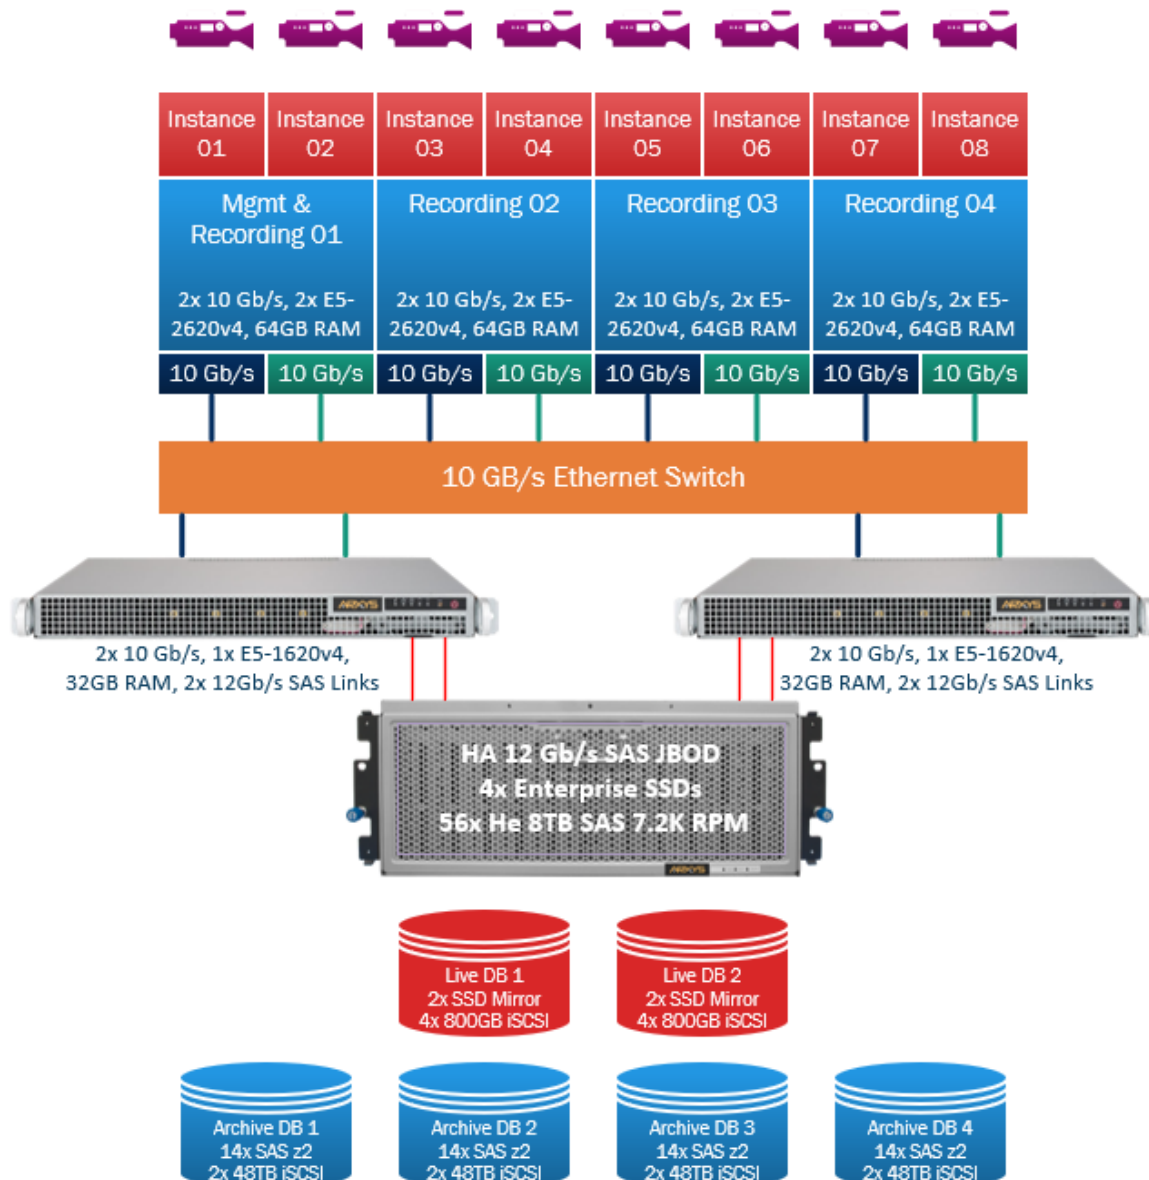 Instance 01
Instance 02
Instance 03
Instance 04
Instance 05
Instance 06
Instance 07
Instance 08
Mgmt &
Recording 01
Recording 02
Recording 03
Recording 04
2x 10 Gb/s, 2x E5-
2620v4, 64GB RAM
2x 10 Gb/s, 2x E5-
2620v4, 64GB RAM
2x 10 Gb/s, 2x E5-
2620v4, 64GB RAM
2x 10 Gb/s, 2x E5-
2620v4, 64GB RAM
10 Gb/s
10 Gb/s
10 Gb/s
10 Gb/s
10 Gb/s
10 Gb/s
10 Gb/s
10 Gb/s
10 GB/s Ethernet Switch
ARXYS
ARXYS
2x 10 Gb/s, 1x E5-1620v4,
32GB RAM, 2x 12Gb/s SAS Links
2x 10 Gb/s, 1x E5-1620v4,
32GB RAM, 2x 12Gb/s SAS Links
HA 12 Gb/s SAS JBOD
4x Enterprise SSDs
56x He 8TB SAS 7.2K RPM
ARXYS
Live DB 1
2x SSD Mirror
4x 800GB iSCSI
Live DB 2
2x SSD Mirror
4x 800GB iSCSI
Archive DB 1
14x SAS z2
2x 48TB iSCSI
Archive DB 2
14x SAS z2
2x 48TB iSCSI
Archive DB 3
14x SAS z2
2x 48TB iSCSI
Archive DB 4
14x SAS z2
2x 48TB iSCSI